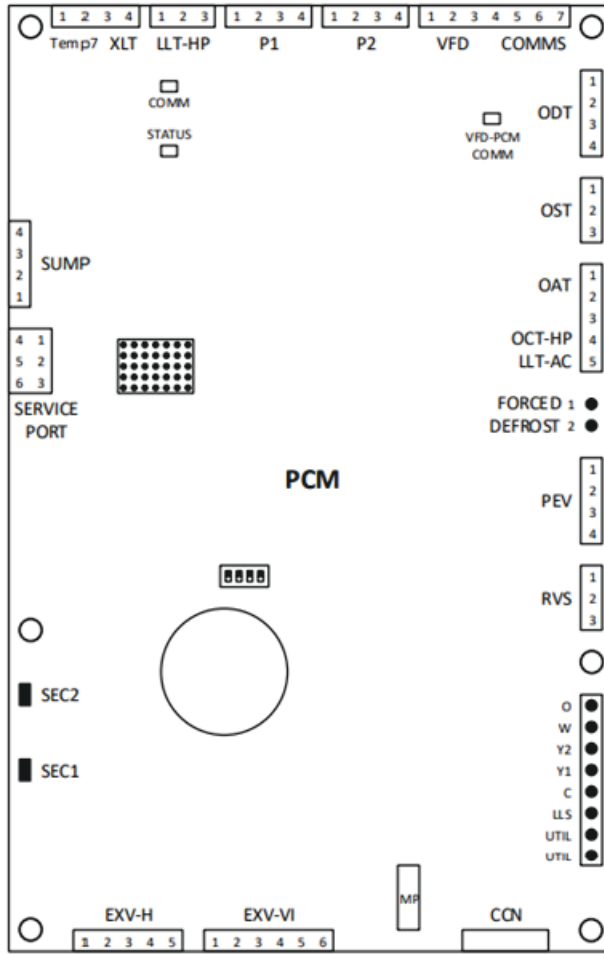 1 2 3 4 1 2 3 1 2 3 4 1 2 3 4 1 2 3 4 5 6 7
Temp7 XLT LLT-HP P1 P2 VFD COMMS
COMM
STATUS
VFD-PCM
COMM
ODT
1
2
3
4
OST
1
2
3
4
3
2
1
SUMP
OAT
OCT-HP
LLT-AC
1
2
3
4
5
4 1
5 2
6 3
SERVICE
PORT
FORCED 1
DEFROST 2
PCM
PEV
1
2
3
4
RVS
1
2
3
SEC2
SEC1
O
W
Y2
Y1
C
LLS
UTIL
UTIL
MP
EXV-H EXV-VI CCN
1 2 3 4 5 1 2 3 4 5 6